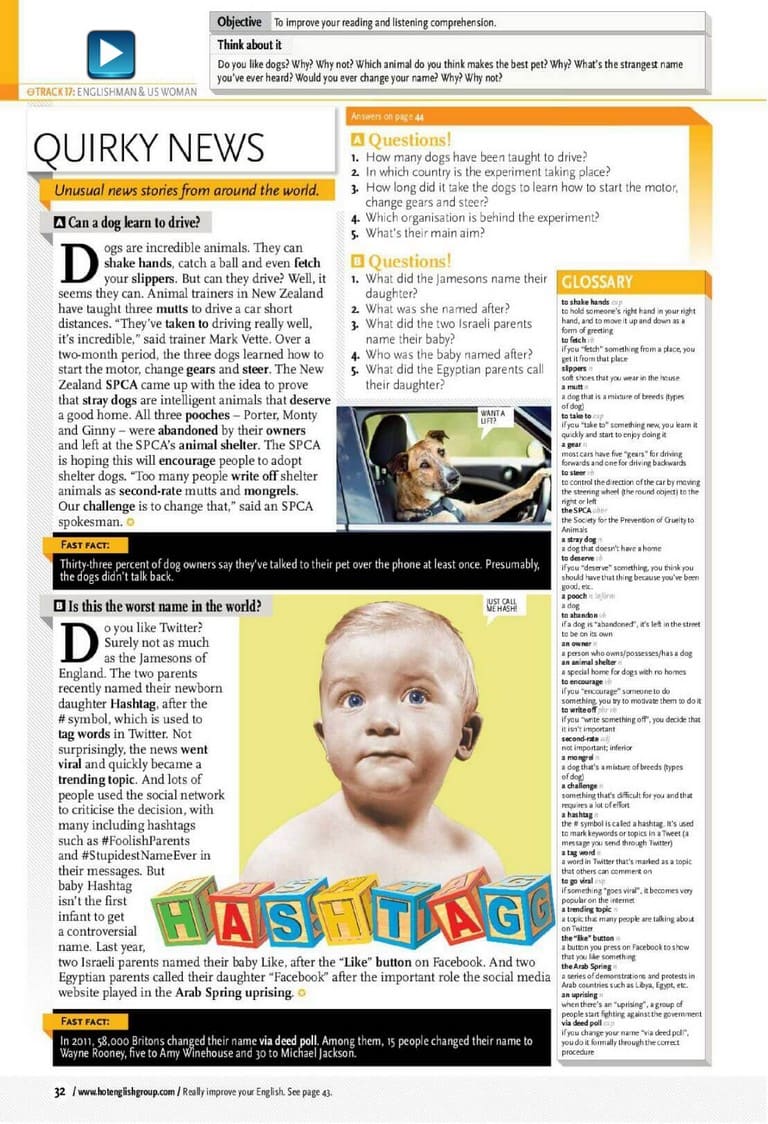 Objective To improve your reading and listening comprehension.
Think about it
Do you like dogs? Why? Why not? Which animal do you think makes the best pet? Why? What's the strangest name
you've ever heard? Would you ever change your name? Why? Why not?
TRACK 17: ENGLISHMAN & US WOMAN
QUIRKY NEWS
Unusual news stories from around the world.
A Can a dog learn to drive?
Dogs are incredible animals. They can
shake hands, catch a ball and even fetch
your slippers. But can they drive? Well, it
seems they can. Animal trainers in New Zealand
have taught three mutts to drive a car short
distances. “They've taken to driving really well,
it's incredible,” said trainer Mark Vette. Over a
two-month period, the three dogs learned how to
start the motor, change gears and steer. The New
Zealand SPCA came up with the idea to prove
that stray dogs are intelligent animals that deserve
a good home. All three pooches – Porter, Monty
and Ginny – were abandoned by their owners
and left at the SPCA's animal shelter. The SPCA
is hoping this will encourage people to adopt
shelter dogs. “Too many people write off shelter
animals as second-rate mutts and mongrels.
Our challenge is to change that,” said an SPCA
spokesman.
Answers on page 44
A Questions!
1. How many dogs have been taught to drive?
2. In which country is the experiment taking place?
3. How long did it take the dogs to learn how to start the motor,
change gears and steer?
4. Which organisation is behind the experiment?
5. What's their main aim?
B Questions!
1. What did the Jamesons name their
daughter?
2. What was she named after?
3. What did the two Israeli parents
name their baby?
4. Who was the baby named after?
5. What did the Egyptian parents call
their daughter?
WANT A
LIFT?
FAST FACT:
Thirty-three percent of dog owners say they've talked to their pet over the phone at least once. Presumably,
the dogs didn't talk back.
B Is this the worst name in the world?
Do you like Twitter?
Surely not as much
as the Jamesons of
England. The two parents
recently named their newborn
daughter Hashtag, after the
# symbol, which is used to
tag words in Twitter. Not
surprisingly, the news went
viral and quickly became a
trending topic. And lots of
people used the social network
to criticise the decision, with
many including hashtags
such as #FoolishParents
and #StupidestNameEver in
their messages. But
baby Hashtag
isn't the first
infant to get
a controversial
name. Last year,
two Israeli parents named their baby Like, after the “Like” button on Facebook. And two
Egyptian parents called their daughter “Facebook” after the important role the social media
website played in the Arab Spring uprising.
JUST CALL
ME HASH!
HASHTAGG
FAST FACT:
In 2011, 58,000 Britons changed their name via deed poll. Among them, 15 people changed their name to
Wayne Rooney, five to Amy Winehouse and 30 to Michael Jackson.
GLOSSARY
to shake hands exp
to hold someone's right hand in your right
hand, and to move it up and down as a
form of greeting
to fetch vb
if you “fetch” something from a place, you
get it from that place
slippers n
soft shoes that you wear in the house
a mutt n
a dog that is a mixture of breeds (types
of dog)
to take to exp
if you “take to” something new, you learn it
quickly and start to enjoy doing it
a gear n
most cars have five “gears” for driving
forwards and one for driving backwards
to steer vb
to control the direction of the car by moving
the steering wheel (the round object) to the
right or left
the SPCA abbr
the Society for the Prevention of Cruelty to
Animals
a stray dog n
a dog that doesn't have a home
to deserve vb
if you “deserve” something, you think you
should have that thing because you've been
good, etc.
a pooch n inform
a dog
to abandon vb
if a dog is “abandoned”, it's left in the street
to be on its own
an owner n
a person who owns/possesses/has a dog
an animal shelter n
a special home for dogs with no homes
to encourage vb
if you “encourage” someone to do
something, you try to motivate them to do it
to write off phr vb
if you “write something off”, you decide that
it isn't important
second-rate adj
not important; inferior
a mongrel n
a dog that's a mixture of breeds (types
of dog)
a challenge n
something that's difficult for you and that
requires a lot of effort
a hashtag n
the # symbol is called a hashtag. It's used
to mark keywords or topics in a Tweet (a
message you send through Twitter)
a tag word n
a word in Twitter that's marked as a topic
that others can comment on
to go viral exp
if something “goes viral”, it becomes very
popular on the internet
a trending topic n
a topic that many people are talking about
on Twitter
the “like” button n
a button you press on Facebook to show
that you like something
the Arab Spring n
a series of demonstrations and protests in
Arab countries such as Libya, Egypt, etc.
an uprising n
when there's an “uprising”, a group of
people start fighting against the government
via deed poll exp
if you change your name “via deed poll”,
you do it formally through the correct
procedure
32 / www.hotenglishgroup.com / Really improve your English. See page 43.